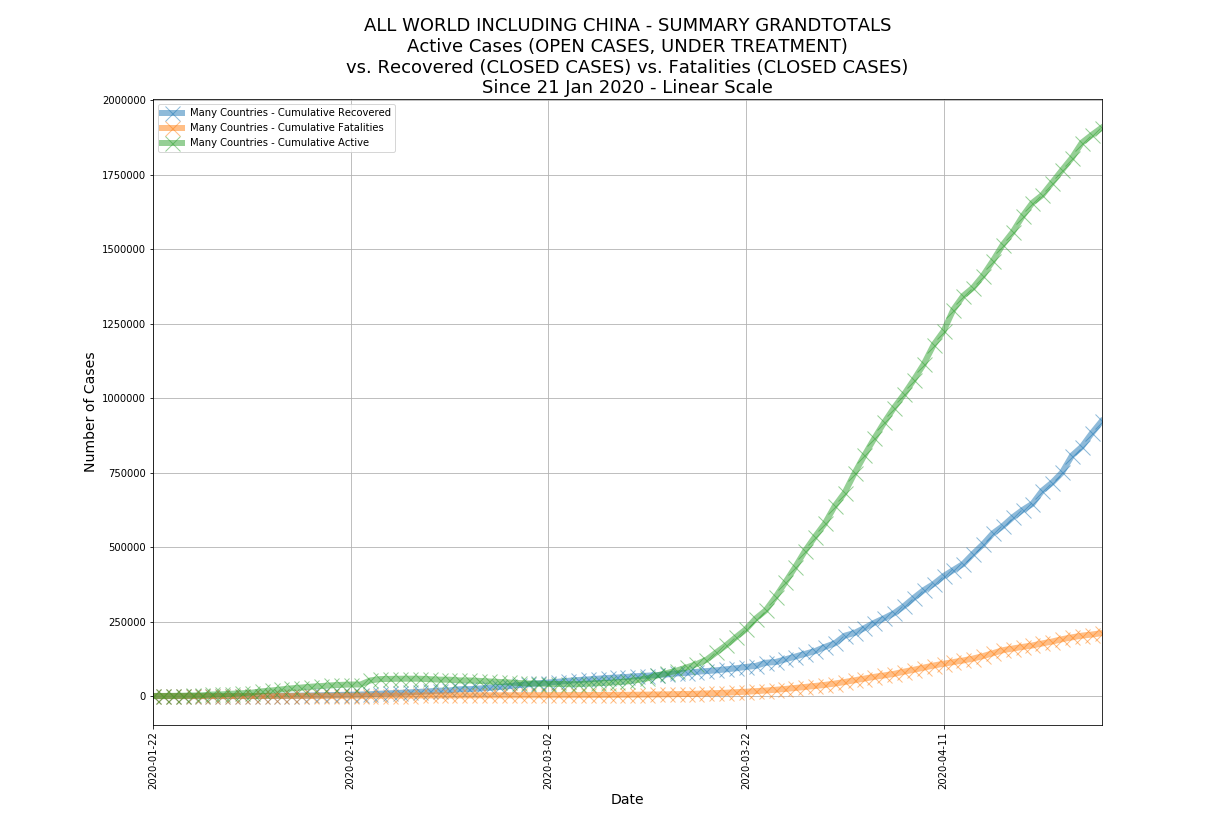 ALL WORLD INCLUDING CHINA - SUMMARY GRANDTOTALS
Active Cases (OPEN CASES, UNDER TREATMENT)
vs. Recovered (CLOSED CASES) vs. Fatalities (CLOSED CASES)
Since 21 Jan 2020 - Linear Scale
Many Countries - Cumulative Recovered
Many Countries - Cumulative Fatalities
Many Countries - Cumulative Active
2000000
1750000
1500000
1250000
1000000
750000
500000
250000
0
Number of Cases
2020-01-22
2020-02-11
2020-03-02
2020-03-22
2020-04-11
Date